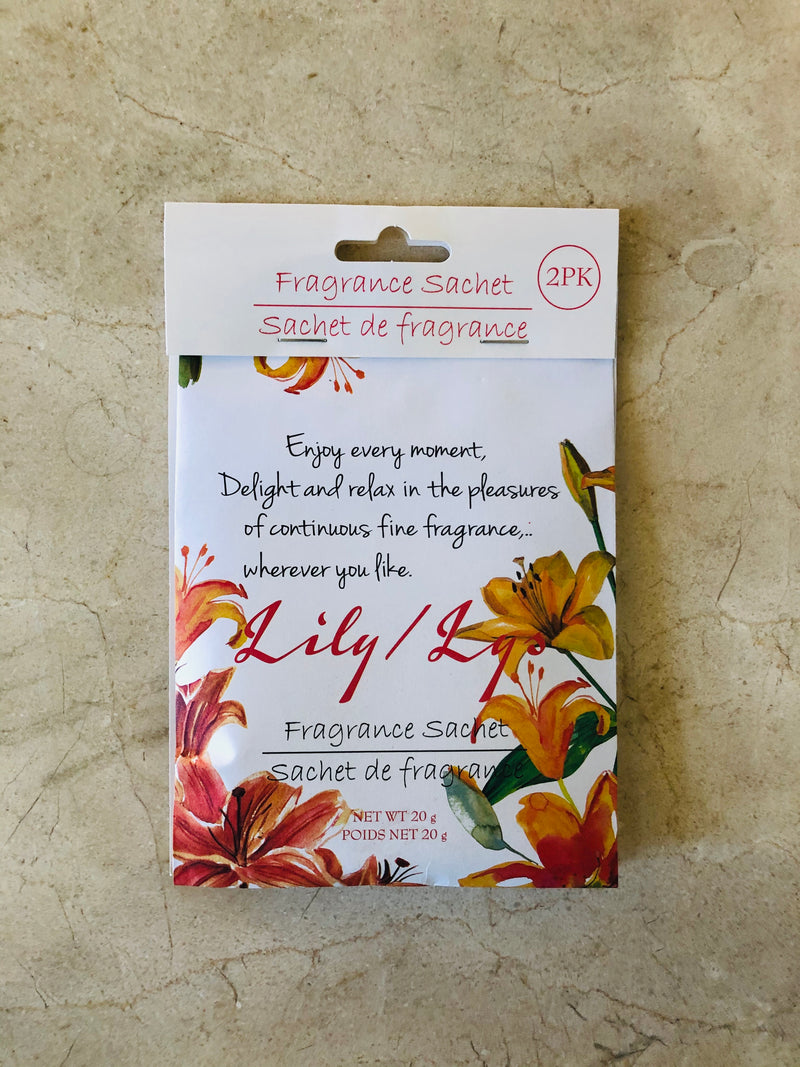 Fragrance Sachet
2PK
Sachet de fragrance
Enjoy every moment,
Delight and relax in the pleasures
of continuous fine fragrance,..
wherever you like.
Lily/Lys
Fragrance Sachet
Sachet de fragrance
NET WT 20 g
POIDS NET 20 g